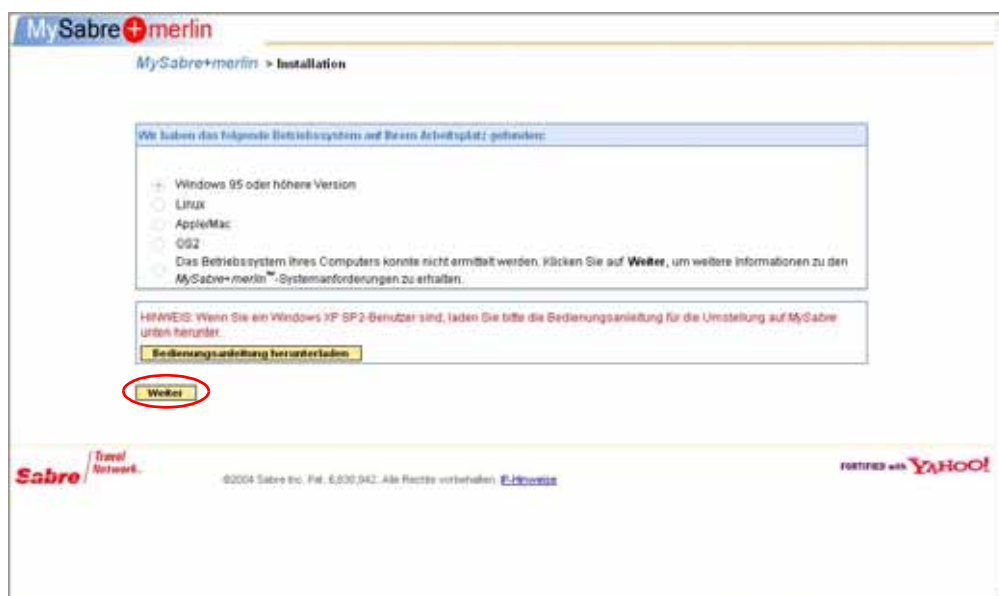 MySabre+merlin
MySabre+merlin > Installation
Wir haben das folgende Betriebssystem auf Ihrem Arbeitsplatz gefunden:
Windows 95 oder höhere Version
Linux
Apple/Mac
OS2
Das Betriebssystem Ihres Computers konnte nicht ermittelt werden. Klicken Sie auf Weiter, um weitere Informationen zu den
MySabre+merlin™-Systemanforderungen zu erhalten.
HINWEIS: Wenn Sie ein Windows XP SP2-Benutzer sind, laden Sie bitte die Bedienungsanleitung für die Umstellung auf MySabre
unten herunter.
Bedienungsanleitung herunterladen
Weiter
Sabre Travel Network.
©2004 Sabre Inc. Pat. 6,830,942. Alle Rechte vorbehalten. IP-Hinweise
FORTIFIED with YAHOO!